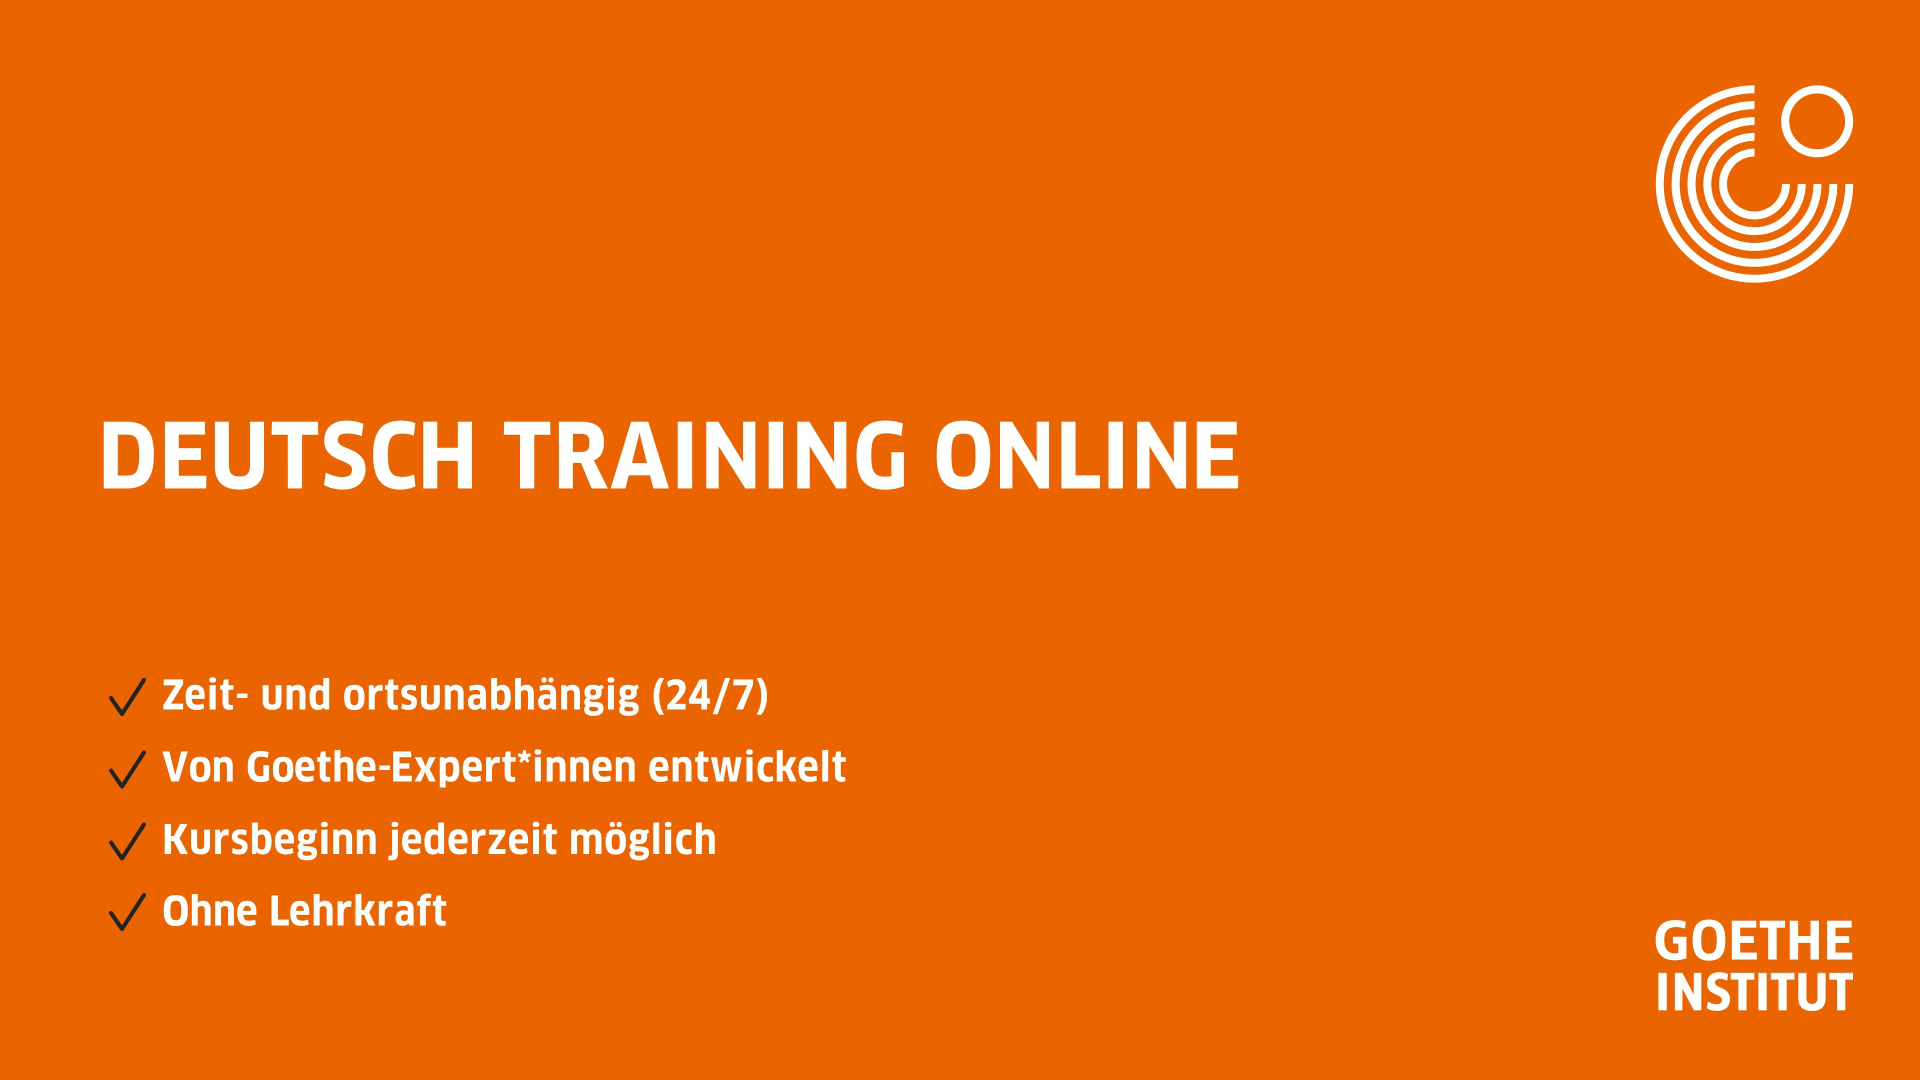 DEUTSCH TRAINING ONLINE
Zeit- und ortsunabhängig (24/7)
Von Goethe-Expert*innen entwickelt
Kursbeginn jederzeit möglich
Ohne Lehrkraft
GOETHE
INSTITUT